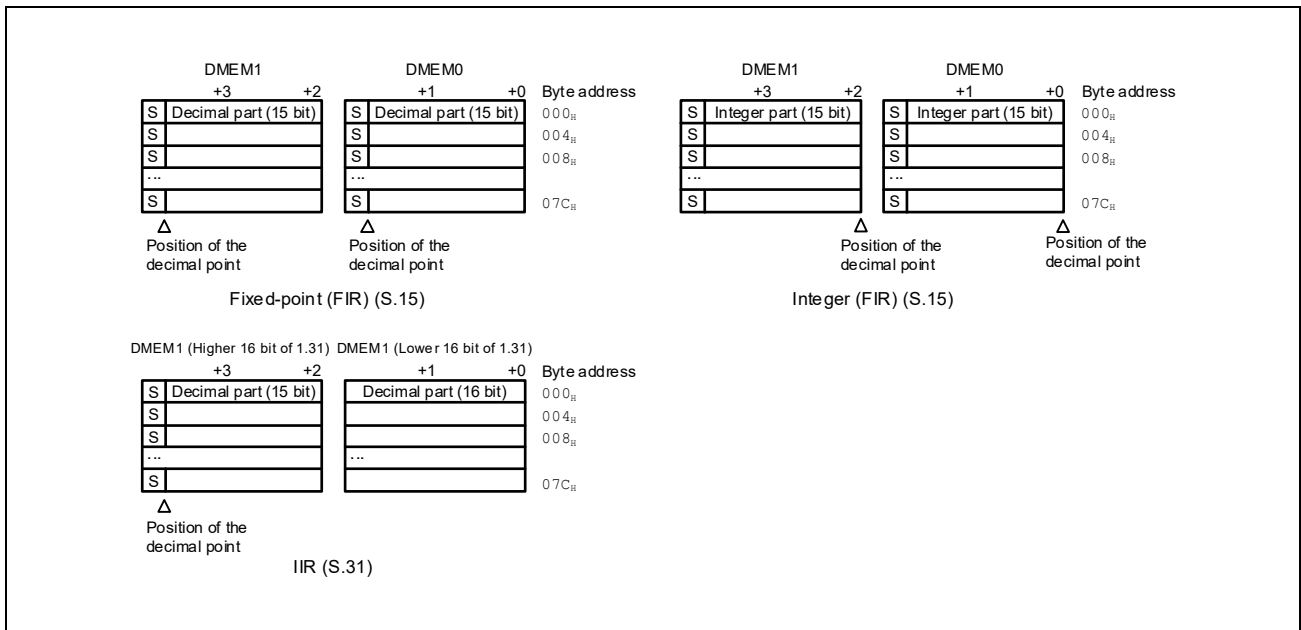 DMEM1 DMEM0
+3 +2 +1 +0 Byte address
S Decimal part (15 bit) S Decimal part (15 bit) 000H
S S 004H
S S 008H
... ...
S S 07CH
Position of the decimal point Position of the decimal point
Fixed-point (FIR) (S.15)
DMEM1 DMEM0
+3 +2 +1 +0 Byte address
S Integer part (15 bit) S Integer part (15 bit) 000H
S S 004H
S S 008H
... ...
S S 07CH
Position of the decimal point Position of the decimal point
Integer (FIR) (S.15)
DMEM1 (Higher 16 bit of 1.31) DMEM1 (Lower 16 bit of 1.31)
+3 +2 +1 +0 Byte address
S Decimal part (15 bit) Decimal part (16 bit) 000H
S 004H
S 008H
... ...
S 07CH
Position of the
decimal point
IIR (S.31)